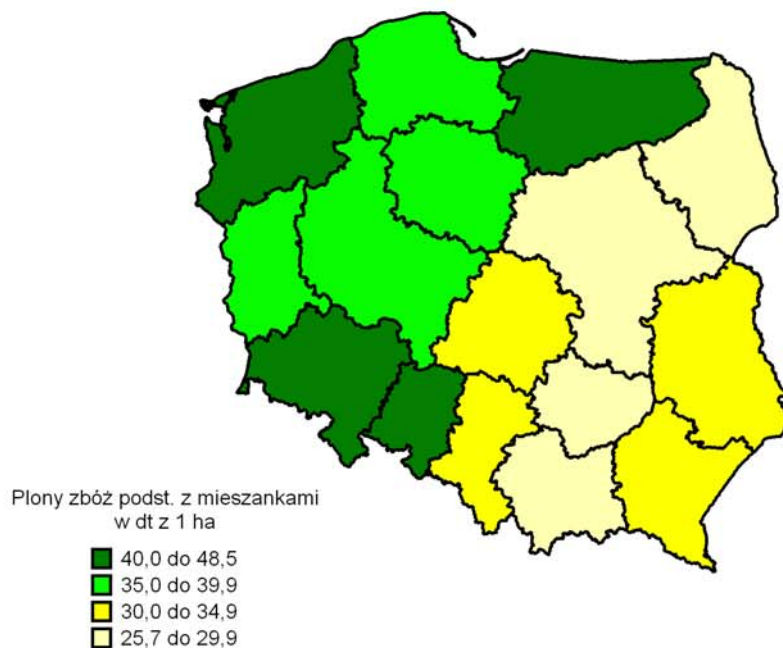 Plony zbóż podst. z mieszankami
w dt z 1 ha
40,0 do 48,5
35,0 do 39,9
30,0 do 34,9
25,7 do 29,9